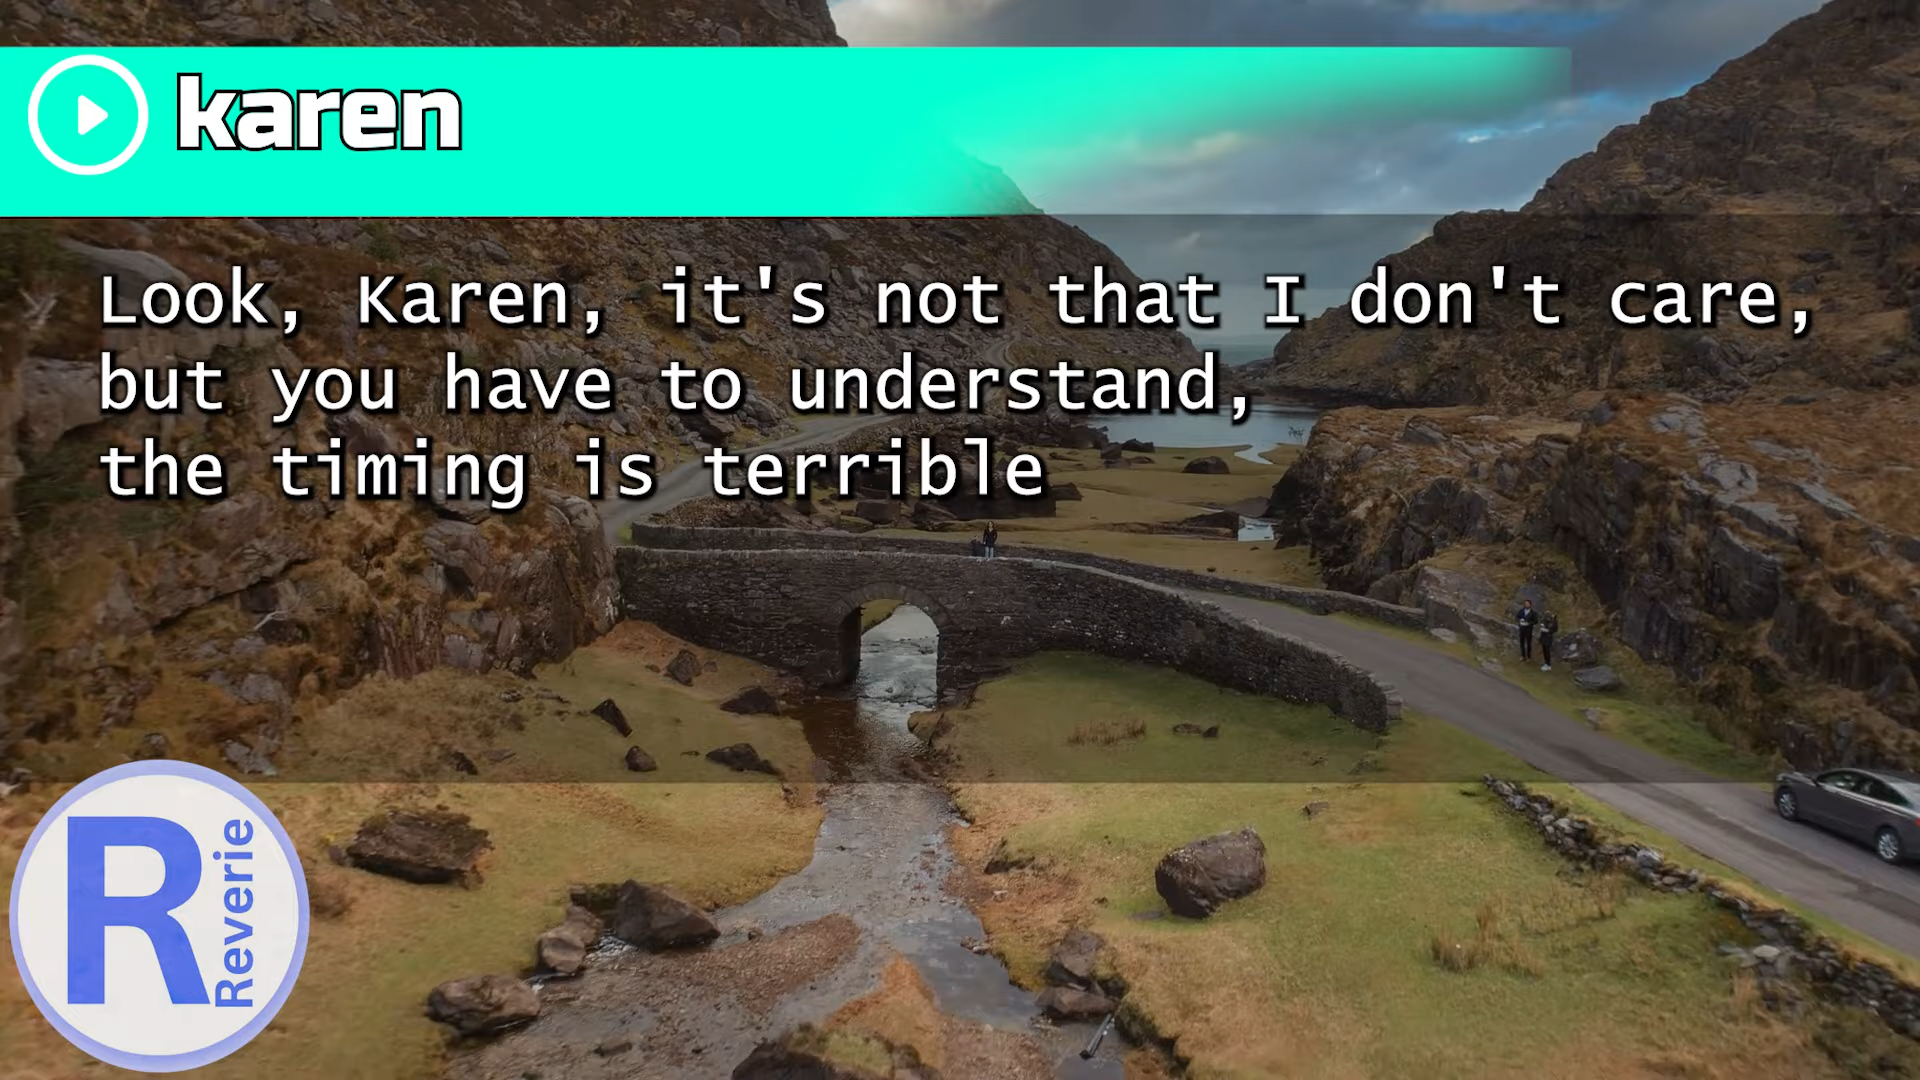 karen
Look, Karen, it's not that I don't care,
but you have to understand,
the timing is terrible
R
Reverie